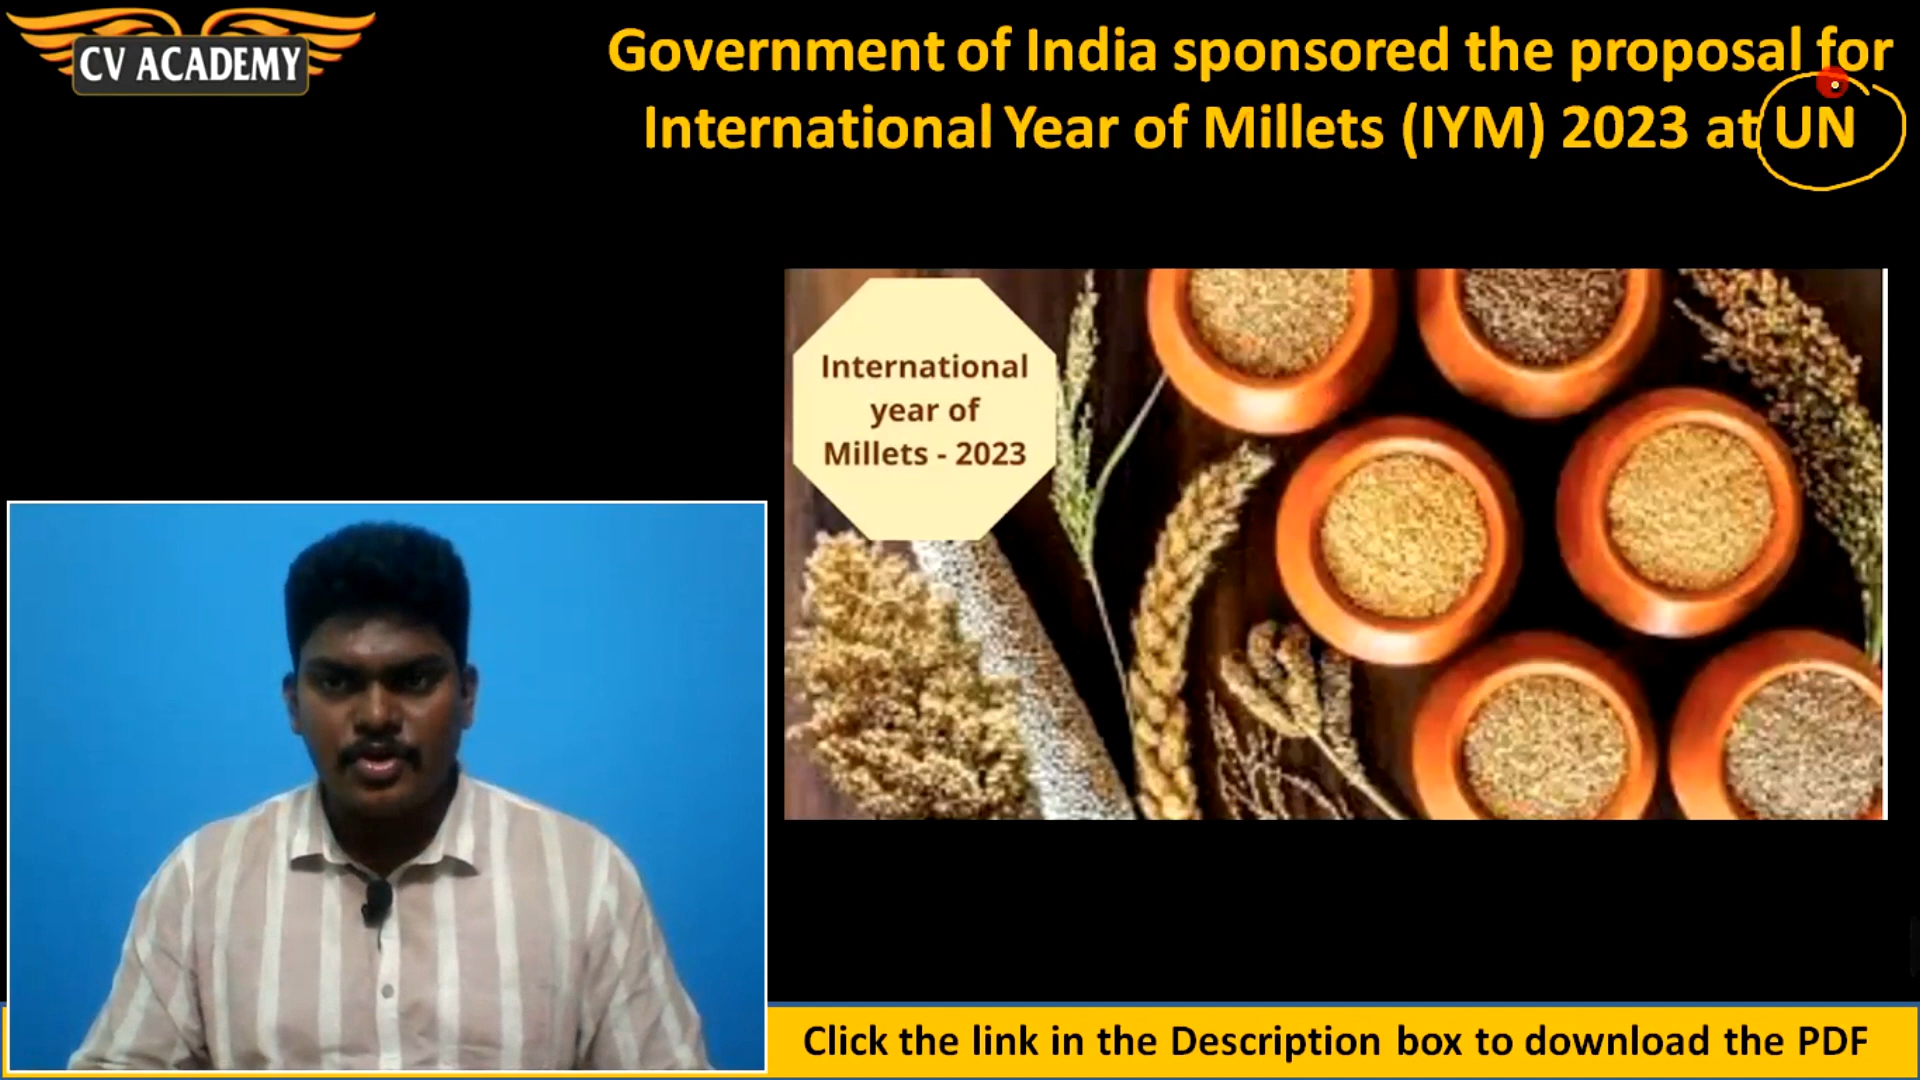 CV ACADEMY
Government of India sponsored the proposal for
International Year of Millets (IYM) 2023 at UN
International
year of
Millets - 2023
Click the link in the Description box to download the PDF